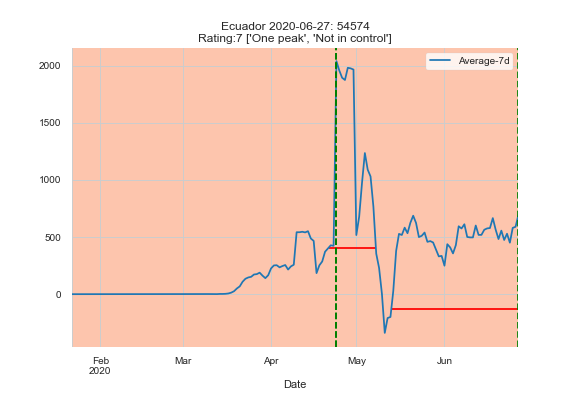 Ecuador 2020-06-27: 54574
Rating:7 ['One peak', 'Not in control']
Average-7d
2000
1500
1000
500
0
Feb
2020
Mar
Apr
May
Jun
Date